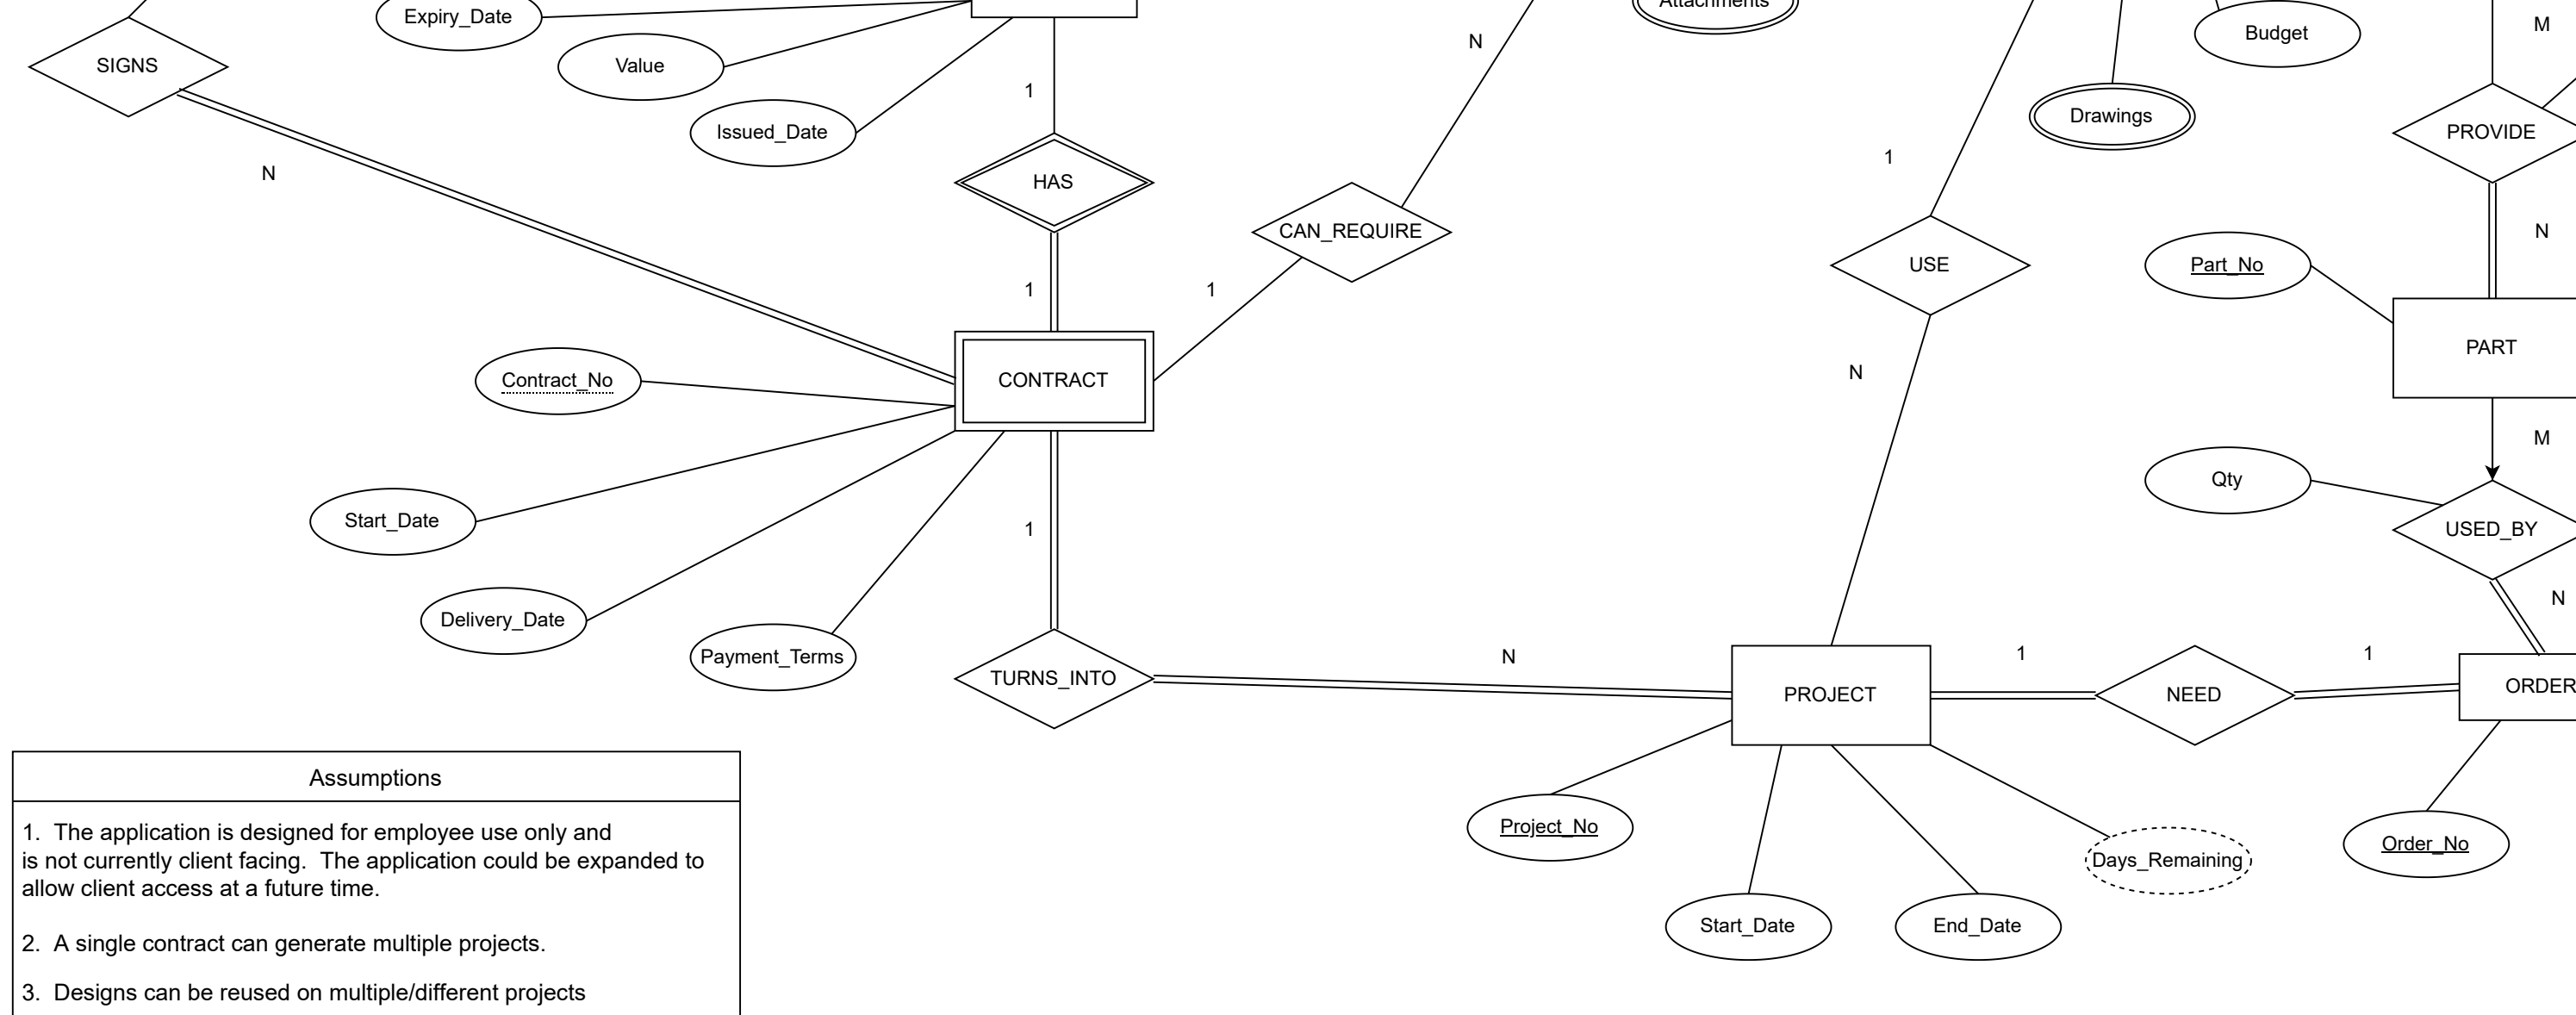 Attachments
Expiry_Date
M
Budget
N
SIGNS
Value
1
Drawings
Issued_Date
PROVIDE
1
N
HAS
CAN_REQUIRE
N
USE
Part_No
1
1
PART
N
CONTRACT
Contract_No
M
Qty
Start_Date
1
USED_BY
N
Delivery_Date
Payment_Terms
N
1
1
TURNS_INTO
PROJECT
NEED
ORDER
Assumptions
1. The application is designed for employee use only and
is not currently client facing. The application could be expanded to
allow client access at a future time.
2. A single contract can generate multiple projects.
3. Designs can be reused on multiple/different projects
Project_No
Order_No
Days_Remaining
Start_Date
End_Date